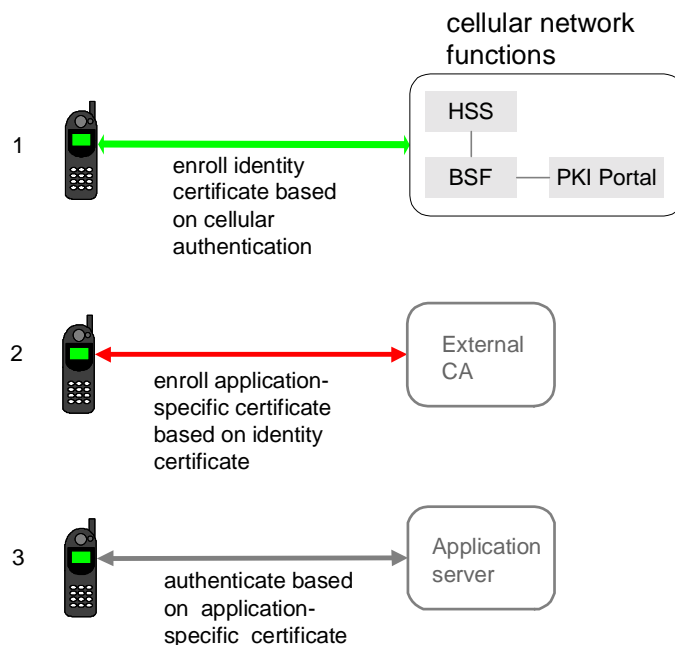 cellular network
functions
1
HSS
BSF
PKI Portal
enroll identity
certificate based
on cellular
authentication
2
External
CA
enroll application-
specific certificate
based on identity
certificate
3
Application
server
authenticate based
on application-
specific certificate